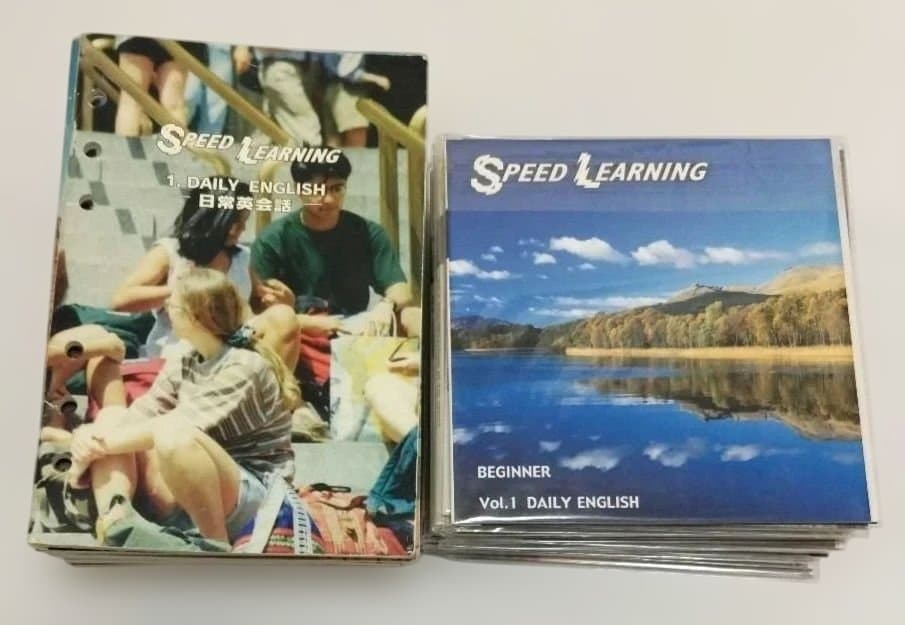 SPEED LEARNING
1. DAILY ENGLISH
日常英会話
SPEED LEARNING
BEGINNER
Vol.1 DAILY ENGLISH